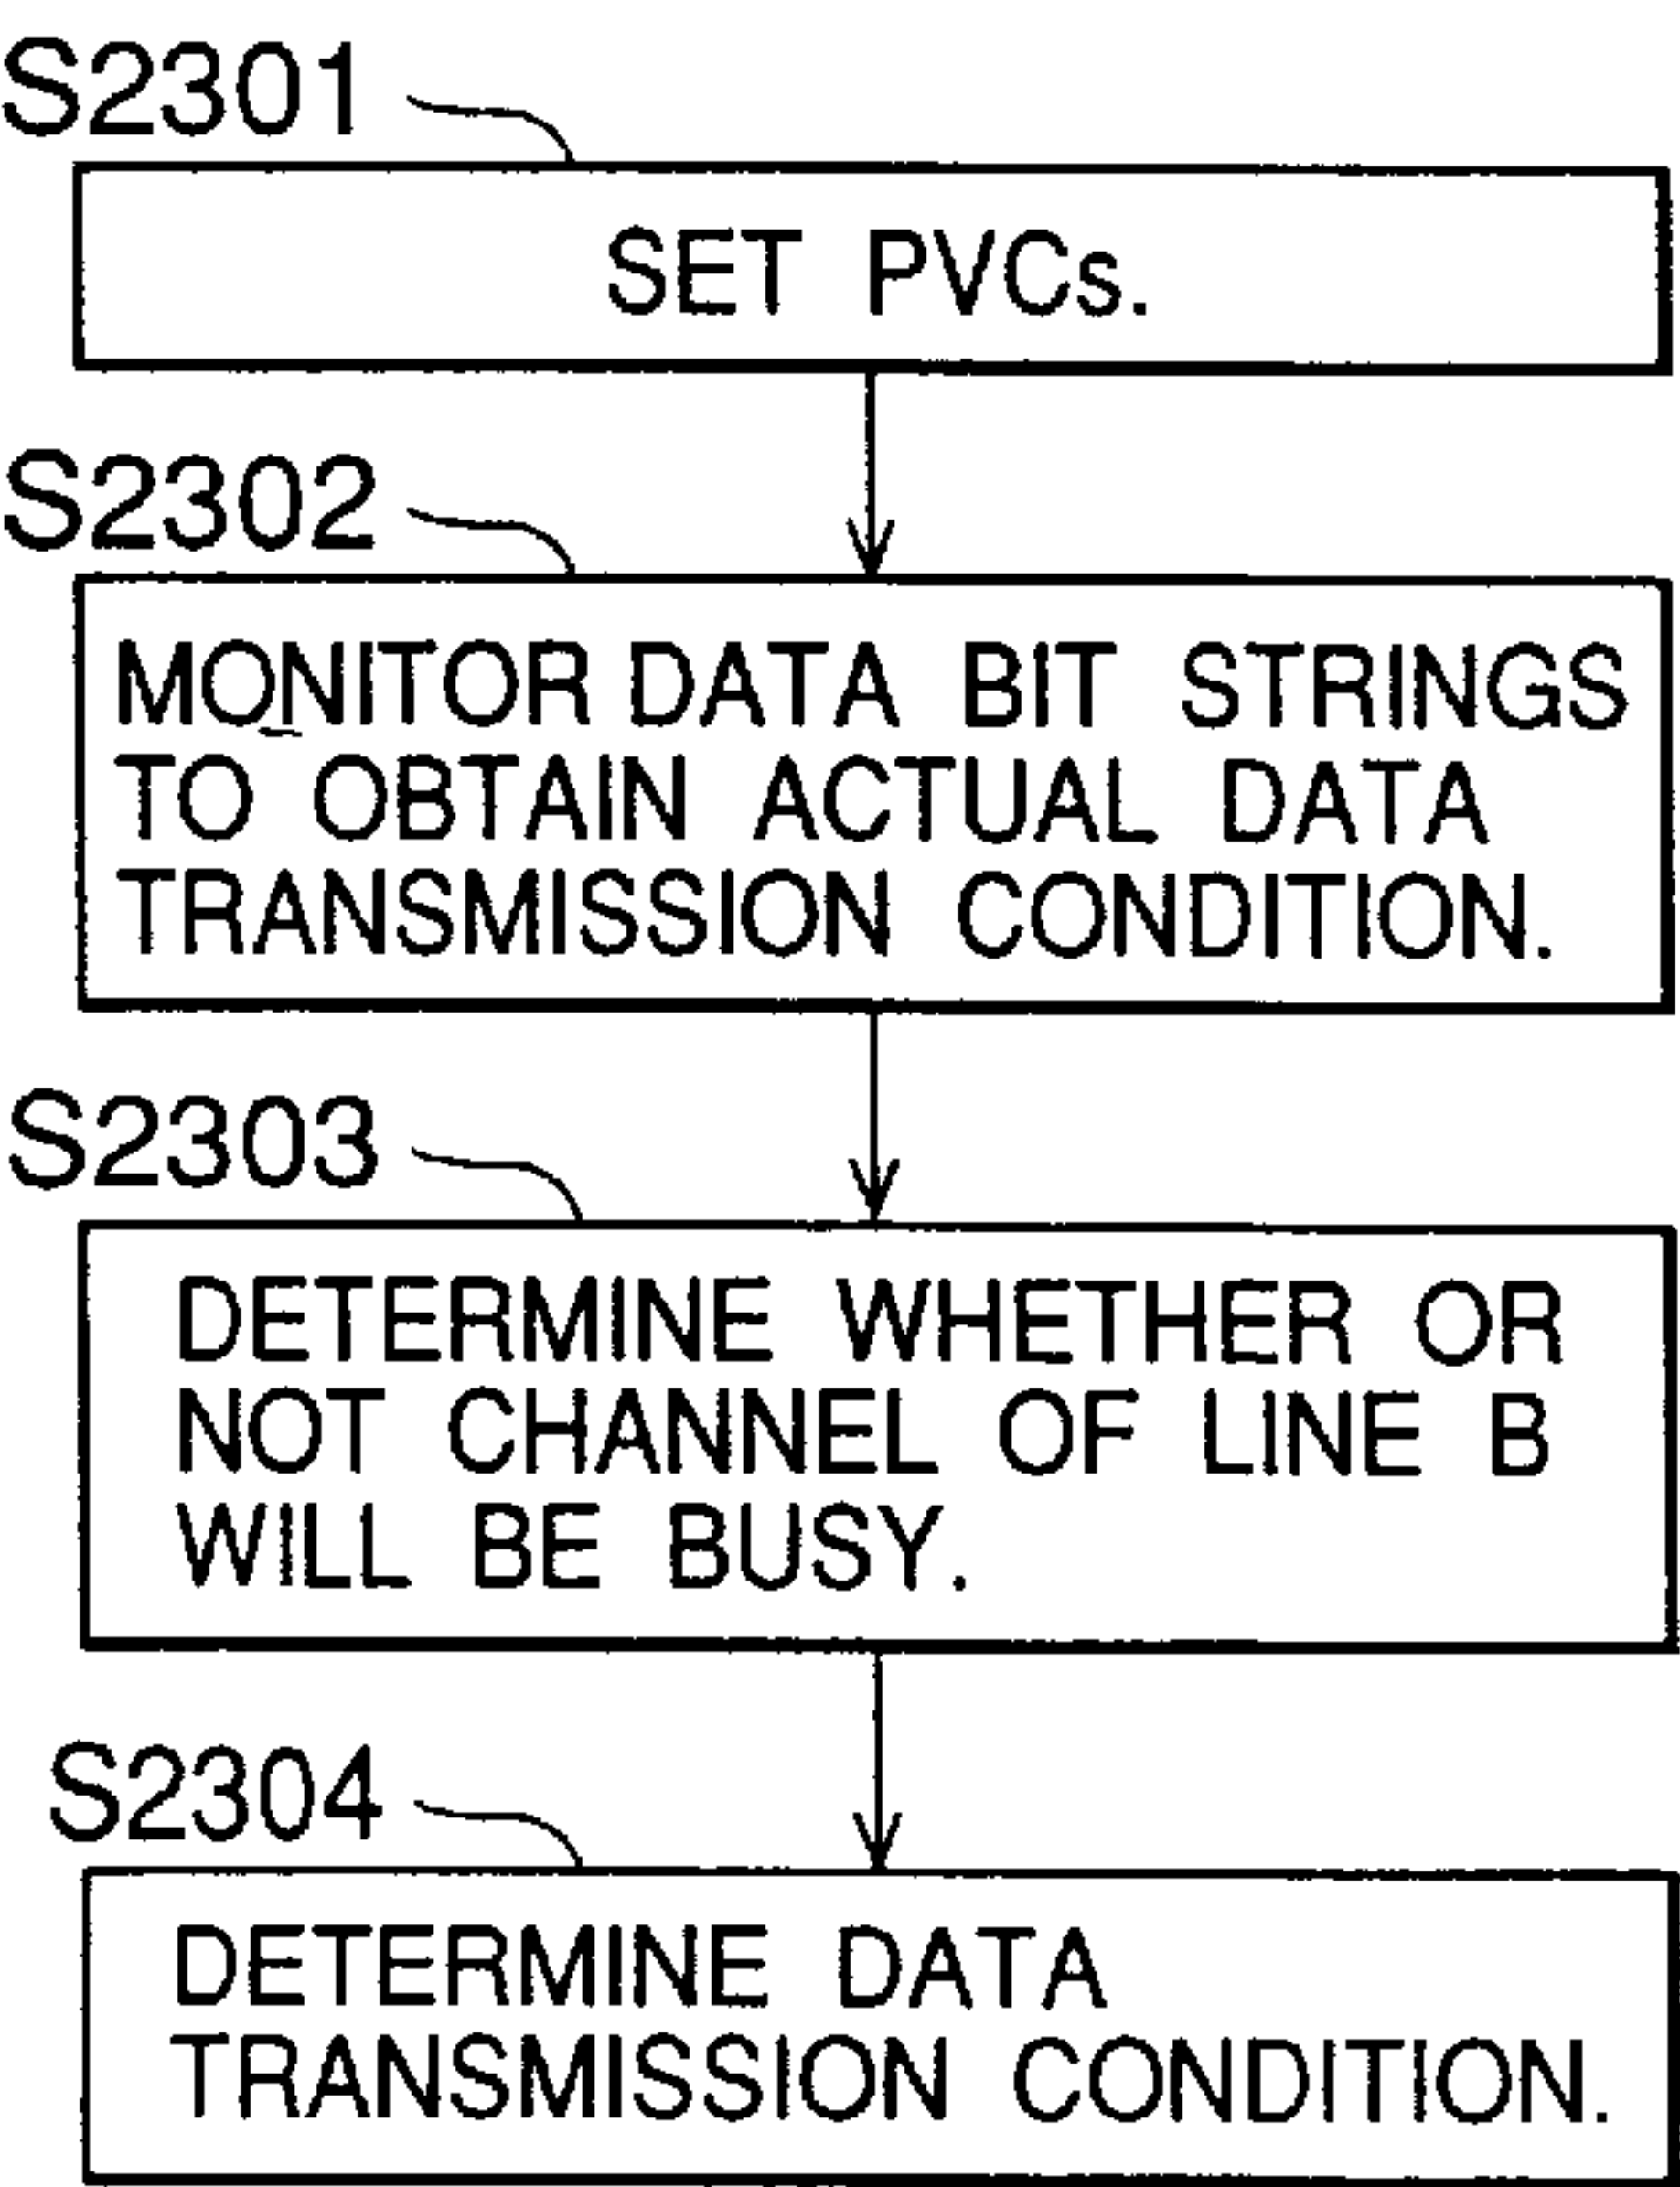 S2301
SET PVCs.
S2302
MONITOR DATA BIT STRINGS
TO OBTAIN ACTUAL DATA
TRANSMISSION CONDITION.
S2303
DETERMINE WHETHER OR
NOT CHANNEL OF LINE B
WILL BE BUSY.
S2304
DETERMINE DATA
TRANSMISSION CONDITION.